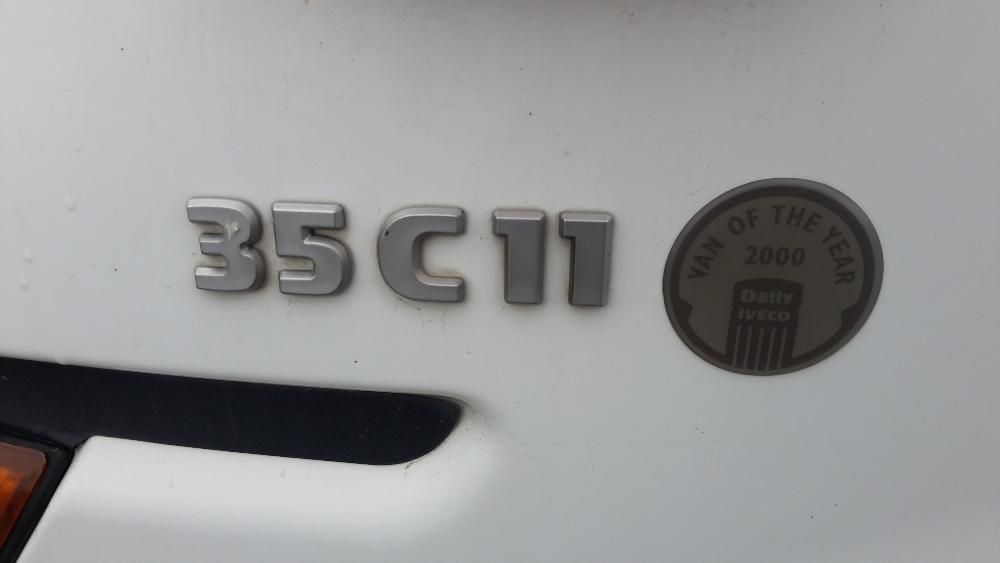 35C11
VAN OF THE YEAR
2000
Daily
IVECO